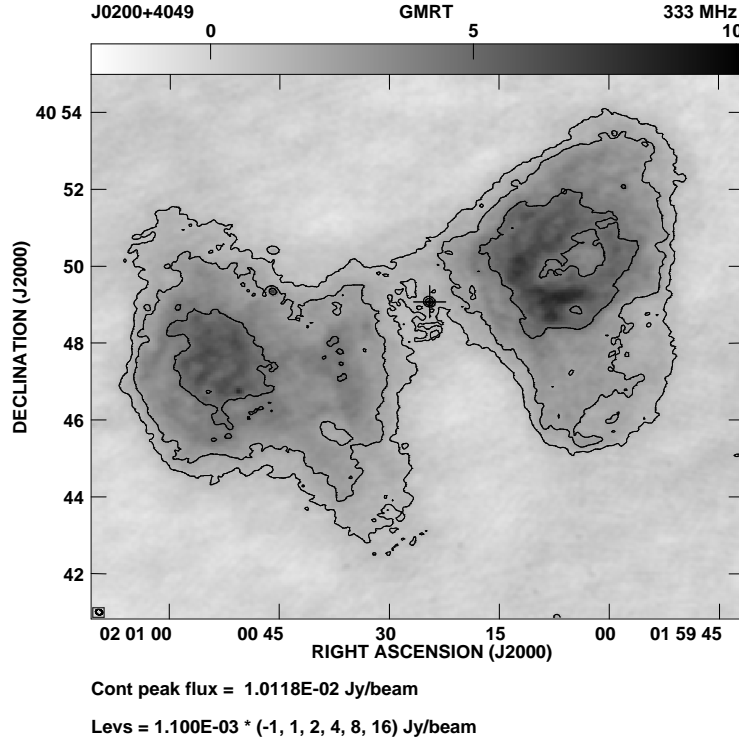 J0200+4049 GMRT 333 MHz
0 5 10
40 54
52
50
48
46
44
42
DECLINATION (J2000)
02 01 00 00 45 30 15 00 01 59 45
RIGHT ASCENSION (J2000)
Cont peak flux = 1.0118E-02 Jy/beam
Levs = 1.100E-03 * (-1, 1, 2, 4, 8, 16) Jy/beam